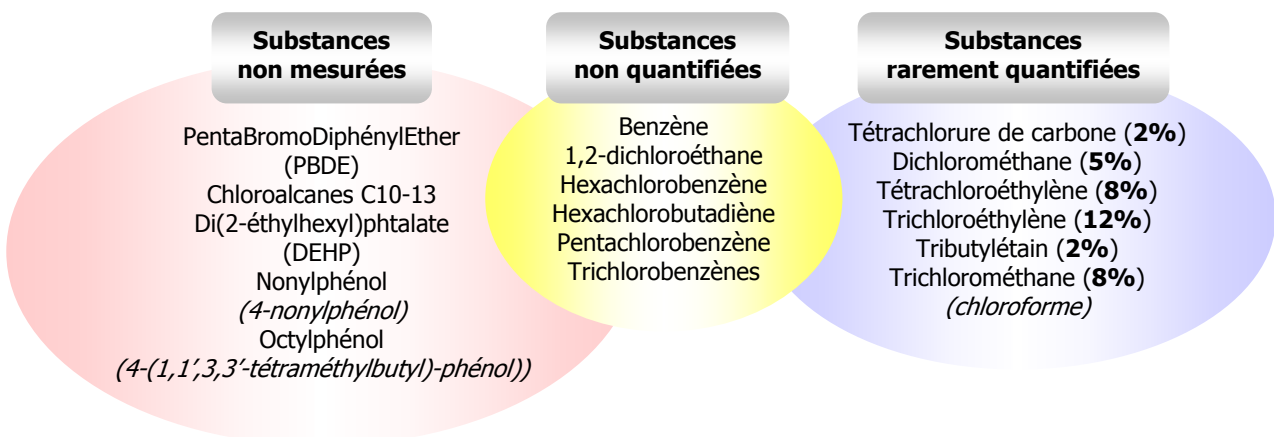 Substances
non mesurées
PentaBromoDiphénylEther
(PBDE)
Chloroalcanes C10-13
Di(2-éthylhexyl)phtalate
(DEHP)
Nonylphénol
(4-nonylphénol)
Octylphénol
(4-(1,1',3,3'-tétraméthylbutyl)-phénol))
Substances
non quantifiées
Benzène
1,2-dichloroéthane
Hexachlorobenzène
Hexachlorobutadiène
Pentachlorobenzène
Trichlorobenzènes
Substances
rarement quantifiées
Tétrachlorure de carbone (2%)
Dichlorométhane (5%)
Tétrachloroéthylène (8%)
Trichloroéthylène (12%)
Tributylétain (2%)
Trichlorométhane (8%)
(chloroforme)